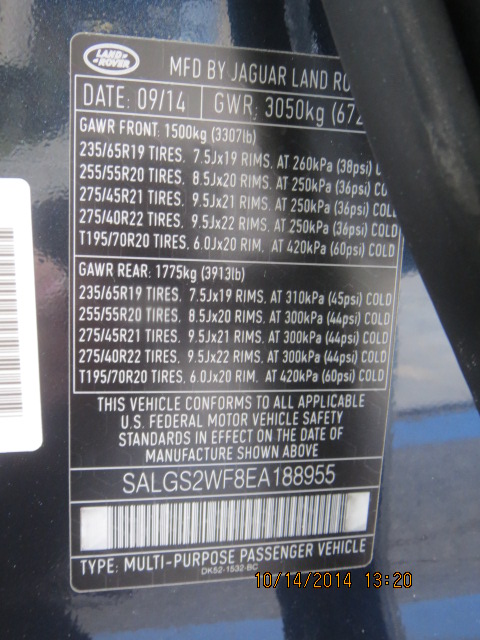 LAND
ROVER
MFD BY JAGUAR LAND
DATE: 09/14 GWR: 3050kg
GAWR FRONT: 1500kg (3307lb)
235/65R19 TIRES, 7.5Jx19 RIMS, AT 260kPa (38psi)
255/55R20 TIRES, 8.5Jx20 RIMS, AT 250kPa (36psi)
275/45R21 TIRES, 9.5Jx21 RIMS, AT 250kPa (36psi) COLD
275/40R22 TIRES, 9.5Jx22 RIMS, AT 250kPa (36psi) COLD
T195/70R20 TIRES, 6.0Jx20 RIM, AT 420kPa (60psi) COLD
GAWR REAR: 1775kg (3913lb)
235/65R19 TIRES, 7.5Jx19 RIMS, AT 310kPa (45psi) COLD
255/55R20 TIRES, 8.5Jx20 RIMS, AT 300kPa (44psi) COLD
275/45R21 TIRES, 9.5Jx21 RIMS, AT 300kPa (44psi) COLD
275/40R22 TIRES, 9.5Jx22 RIMS, AT 300kPa (44psi) COLD
T195/70R20 TIRES, 6.0Jx20 RIM, AT 420kPa (60psi) COLD
THIS VEHICLE CONFORMS TO ALL APPLICABLE
U.S. FEDERAL MOTOR VEHICLE SAFETY
STANDARDS IN EFFECT ON THE DATE OF
MANUFACTURE SHOWN ABOVE.
SALGS2WF8EA188955
TYPE: MULTI-PURPOSE PASSENGER VEHICLE
DK52-1532-BC
10/14/2014 13:20